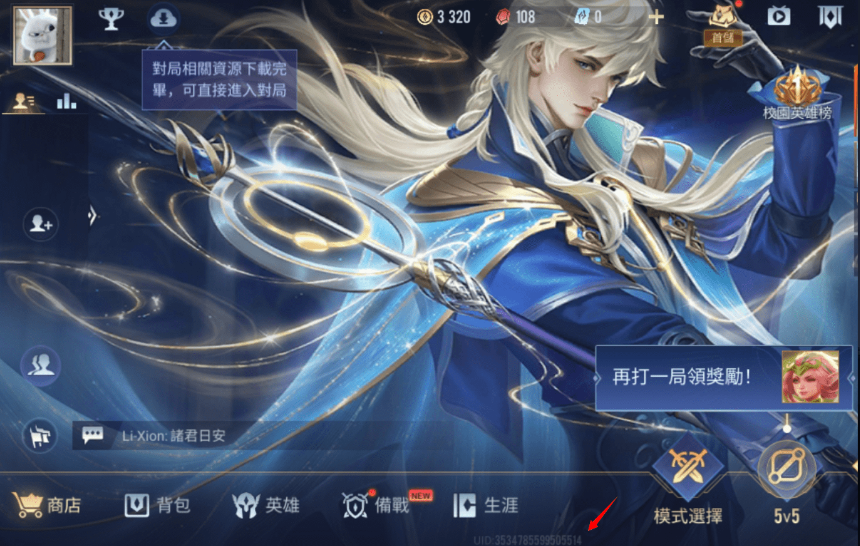 3 320
108
0
首儲
對局相關資源下載完
畢，可直接進入對局
校園英雄榜
再打一局領獎勵！
Li-Xion: 諸君日安
商店
背包
英雄
備戰
NEW
生涯
模式選擇
5v5
UID:3534785599505514